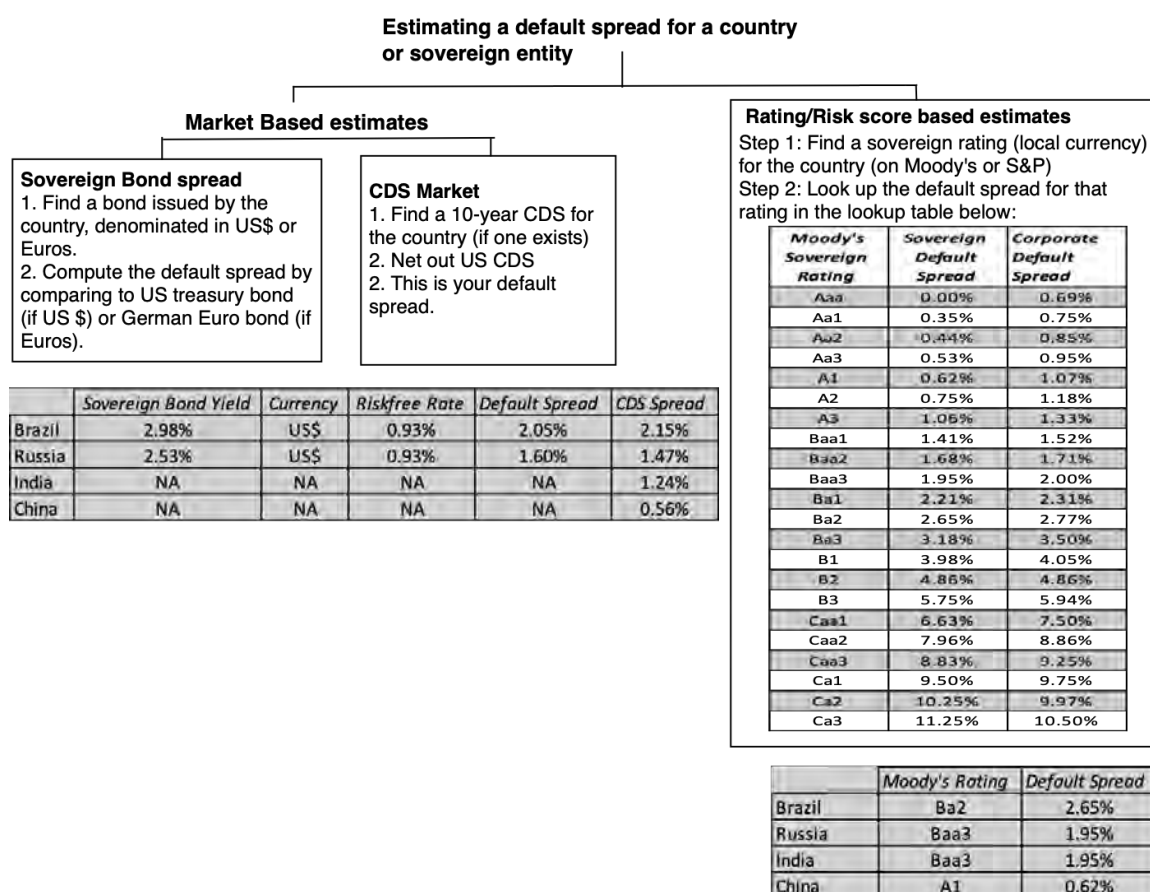 Estimating a default spread for a country
or sovereign entity
Market Based estimates
Sovereign Bond spread
1. Find a bond issued by the
country, denominated in US$ or
Euros.
2. Compute the default spread by
comparing to US treasury bond
(if US $) or German Euro bond (if
Euros).
CDS Market
1. Find a 10-year CDS for
the country (if one exists)
2. Net out US CDS
2. This is your default
spread.
Sovereign Bond Yield Currency Riskfree Rate Default Spread CDS Spread
Brazil 2.98% US$ 0.93% 2.05% 2.15%
Russia 2.53% US$ 0.93% 1.60% 1.47%
India NA NA NA NA 1.24%
China NA NA NA NA 0.56%
Rating/Risk score based estimates
Step 1: Find a sovereign rating (local currency)
for the country (on Moody's or S&P)
Step 2: Look up the default spread for that
rating in the lookup table below:
Moody's Sovereign Corporate
Sovereign Default Default
Rating Spread Spread
Aaa 0.00% 0.69%
Aa1 0.35% 0.75%
Aa2 0.44% 0.85%
Aa3 0.53% 0.95%
A1 0.62% 1.07%
A2 0.75% 1.18%
A3 1.06% 1.33%
Baa1 1.41% 1.52%
Baa2 1.68% 1.71%
Baa3 1.95% 2.00%
Ba1 2.21% 2.31%
Ba2 2.65% 2.77%
Ba3 3.18% 3.50%
B1 3.98% 4.05%
B2 4.86% 4.86%
B3 5.75% 5.94%
Caa1 6.63% 7.50%
Caa2 7.96% 8.86%
Caa3 8.83% 9.25%
Ca1 9.50% 9.75%
Ca2 10.25% 9.97%
Ca3 11.25% 10.50%
Moody's Rating Default Spread
Brazil Ba2 2.65%
Russia Baa3 1.95%
India Baa3 1.95%
China A1 0.62%